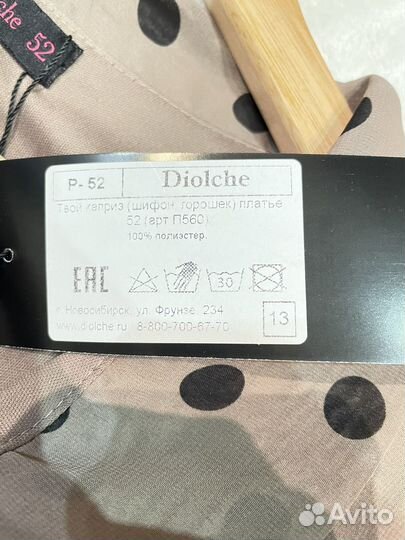 che 52
Р- 52
Diolche
Твой каприз (шифон, горошек) платье
52 (арт П560)
100% полиэстер.
EAC
30
г. Новосибирск, ул. Фрунзе, 234
www.diolche.ru 8-800-700-67-70
13
Avito